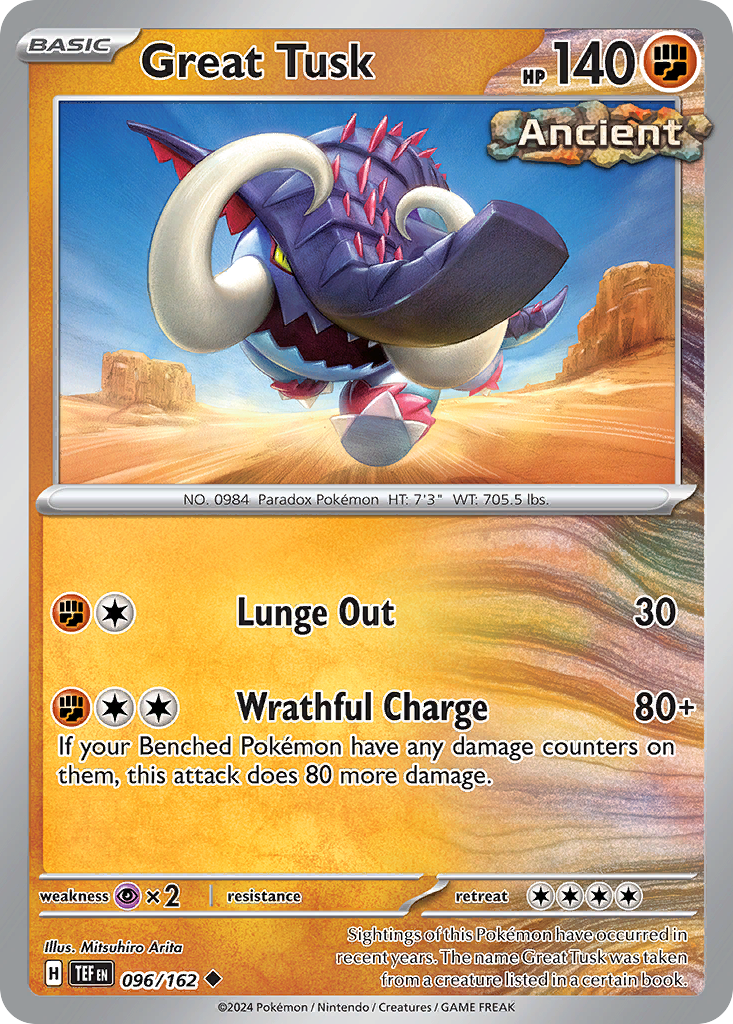 BASIC
Great Tusk
HP 140
Ancient
NO. 0984 Paradox Pokémon HT: 7'3" WT: 705.5 lbs.
Lunge Out 30
Wrathful Charge 80+
If your Benched Pokémon have any damage counters on
them, this attack does 80 more damage.
weakness ×2 resistance retreat
Illus. Mitsuhiro Arita
H TEF EN 096/162
Sightings of this Pokémon have occurred in
recent years. The name Great Tusk was taken
from a creature listed in a certain book.
©2024 Pokémon / Nintendo / Creatures / GAME FREAK